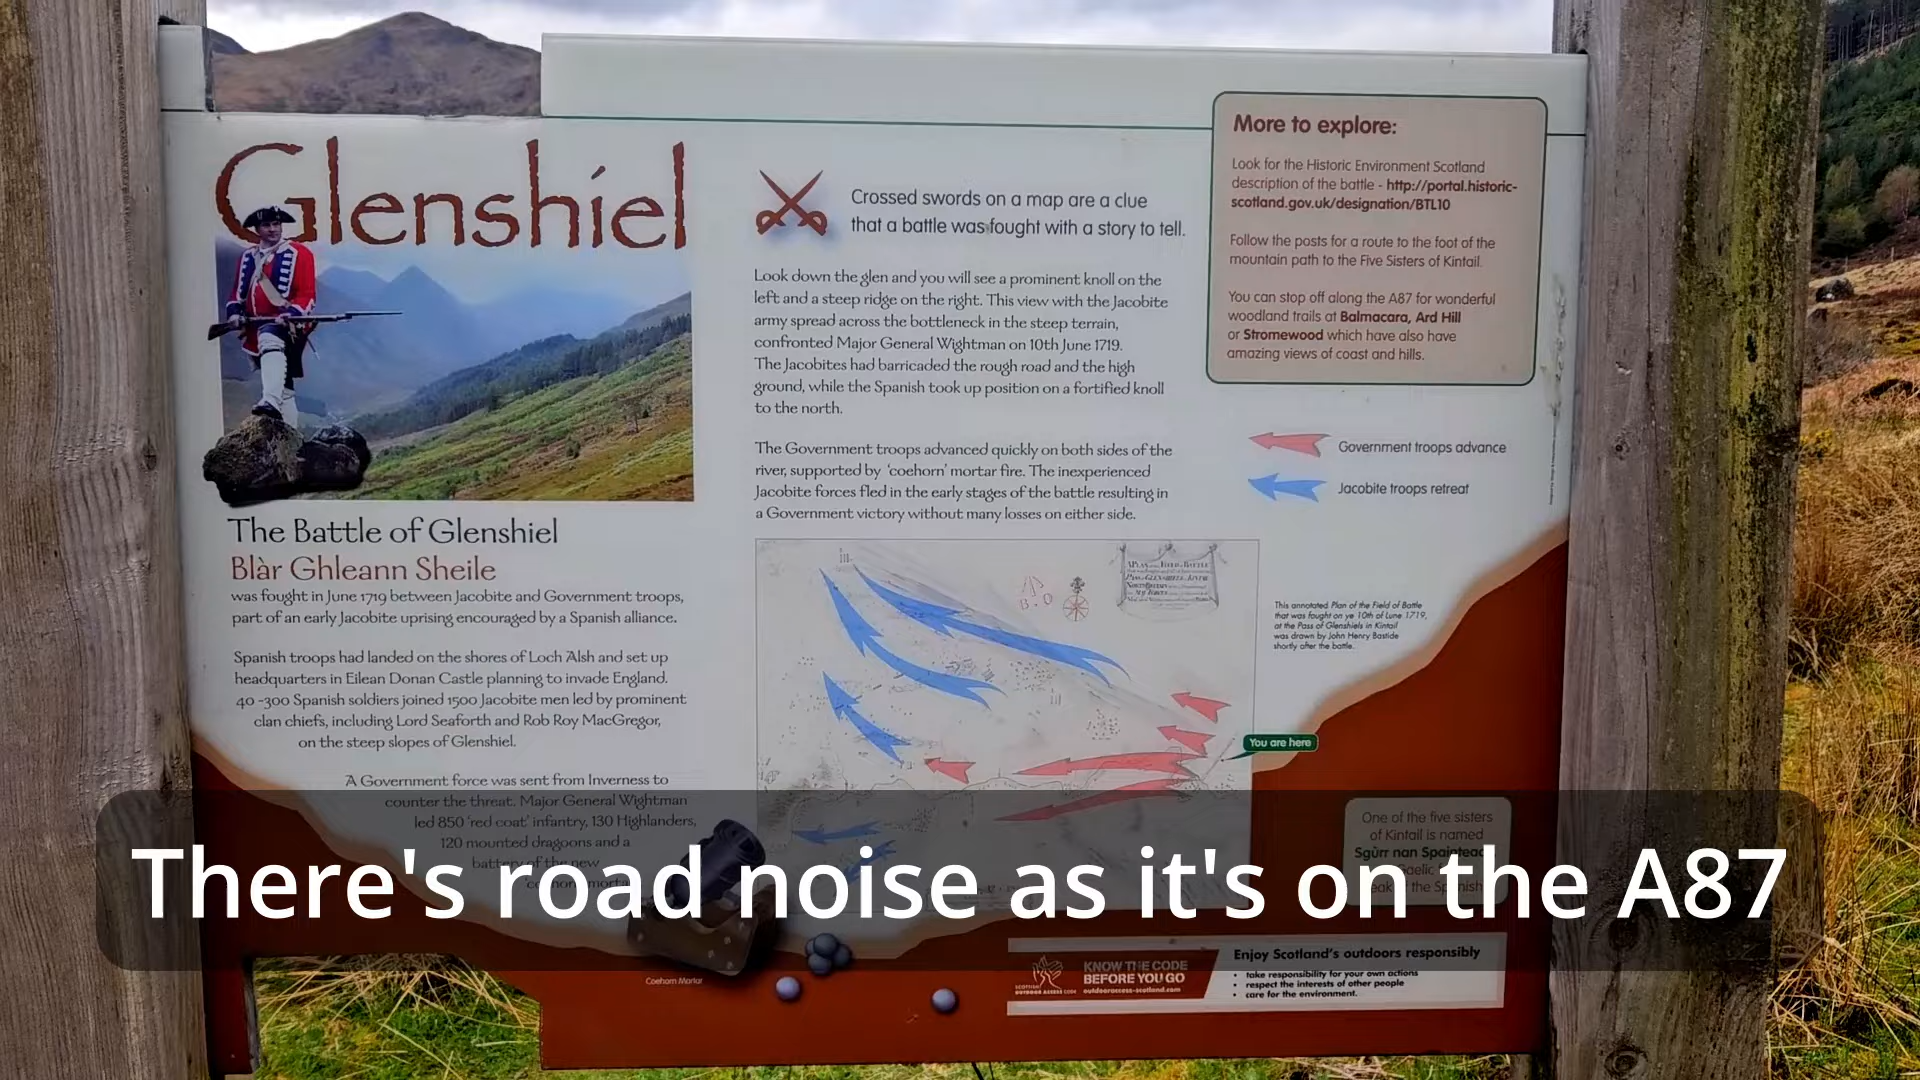 Glenshiel
The Battle of Glenshiel
Blàr Ghleann Sheile
was fought in June 1719 between Jacobite and Government troops,
part of an early Jacobite uprising encouraged by a Spanish alliance.
Spanish troops had landed on the shores of Loch Alsh and set up
headquarters in Eilean Donan Castle planning to invade England.
40 -300 Spanish soldiers joined 1500 Jacobite men led by prominent
clan chiefs, including Lord Seaforth and Rob Roy MacGregor,
on the steep slopes of Glenshiel.
A Government force was sent from Inverness to
counter the threat. Major General Wightman
led 850 'red coat' infantry, 130 Highlanders,
120 mounted dragoons and a
battery of the new
Coehorn Mortar
Crossed swords on a map are a clue
that a battle was fought with a story to tell.
Look down the glen and you will see a prominent knoll on the
left and a steep ridge on the right. This view with the Jacobite
army spread across the bottleneck in the steep terrain,
confronted Major General Wightman on 10th June 1719.
The Jacobites had barricaded the rough road and the high
ground, while the Spanish took up position on a fortified knoll
to the north.
The Government troops advanced quickly on both sides of the
river, supported by 'coehorn' mortar fire. The inexperienced
Jacobite forces fled in the early stages of the battle resulting in
a Government victory without many losses on either side.
More to explore:
Look for the Historic Environment Scotland
description of the battle - http://portal.historic-
scotland.gov.uk/designation/BTL10
Follow the posts for a route to the foot of the
mountain path to the Five Sisters of Kintail.
You can stop off along the A87 for wonderful
woodland trails at Balmacara, Ard Hill
or Stromewood which have also have
amazing views of coast and hills.
Government troops advance
Jacobite troops retreat
This annotated Plan of the Field of Battle
that was fought on ye 10th of Lune 1719,
at the Pass of Glenshiels in Kintail
was drawn by John Henry Bastide
shortly after the battle.
You are here
One of the five sisters
of Kintail is named
Sgùrr nan
There's road noise as it's on the A87
KNOW THE CODE
BEFORE YOU GO
outdooraccess-scotland.com
SCOTTISH
OUTDOOR ACCESS CODE
Enjoy Scotland's outdoors responsibly
• take responsibility for your own actions
• respect the interests of other people
• care for the environment.